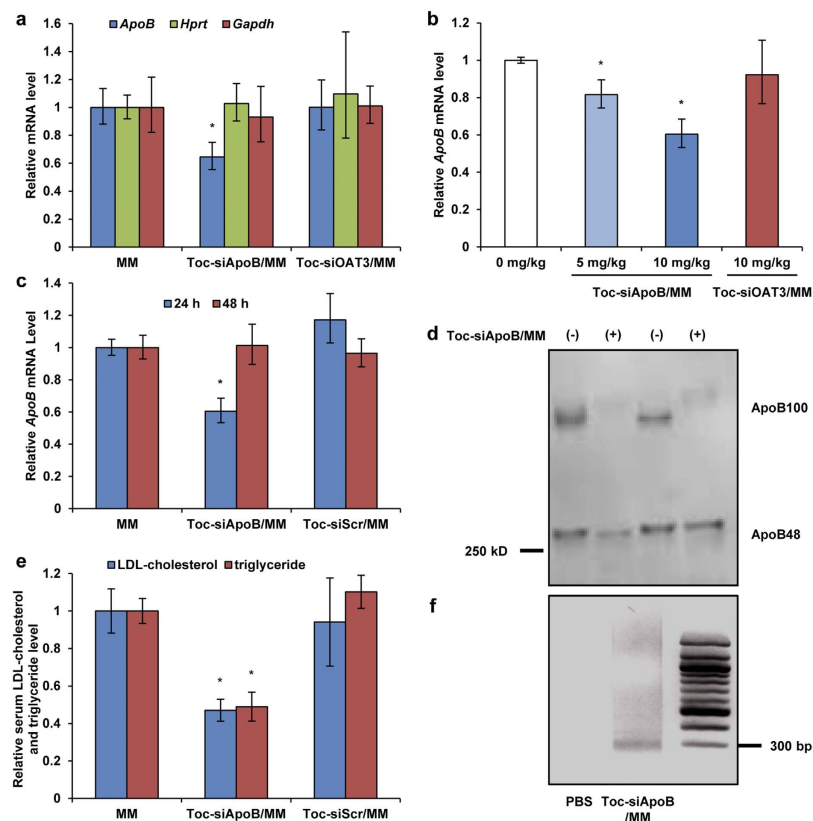 a
ApoB Hprt Gapdh
Relative mRNA level
1.6
1.4
1.2
1
0.8
0.6
0.4
0.2
0
*
MM Toc-siApoB/MM Toc-siOAT3/MM
b
Relative ApoB mRNA level
1.2
1
0.8
0.6
0.4
0.2
0
*
*
0 mg/kg 5 mg/kg 10 mg/kg 10 mg/kg
Toc-siApoB/MM Toc-siOAT3/MM
c
24 h 48 h
Relative ApoB mRNA Level
1.4
1.2
1
0.8
0.6
0.4
0.2
0
*
MM Toc-siApoB/MM Toc-siScr/MM
d
Toc-siApoB/MM (-) (+) (-) (+)
ApoB100
ApoB48
250 kD
e
LDL-cholesterol triglyceride
Relative serum LDL-cholesterol
and triglyceride level
1.2
1
0.8
0.6
0.4
0.2
0
* *
MM Toc-siApoB/MM Toc-siScr/MM
f
300 bp
PBS Toc-siApoB
/MM